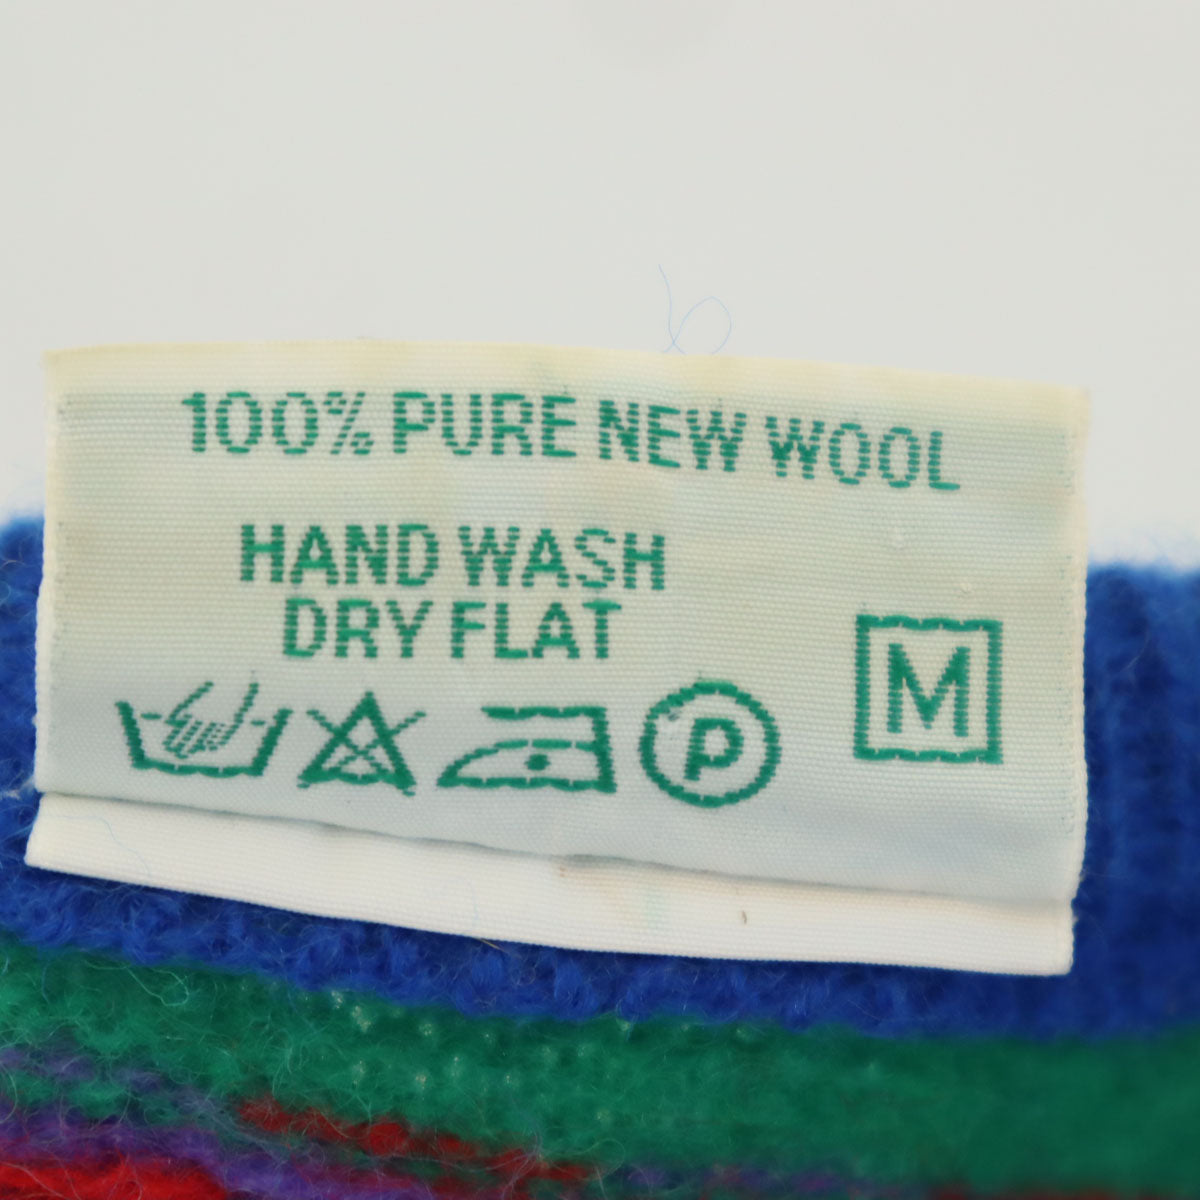 100% PURE NEW WOOL
HAND WASH
DRY FLAT
P
M